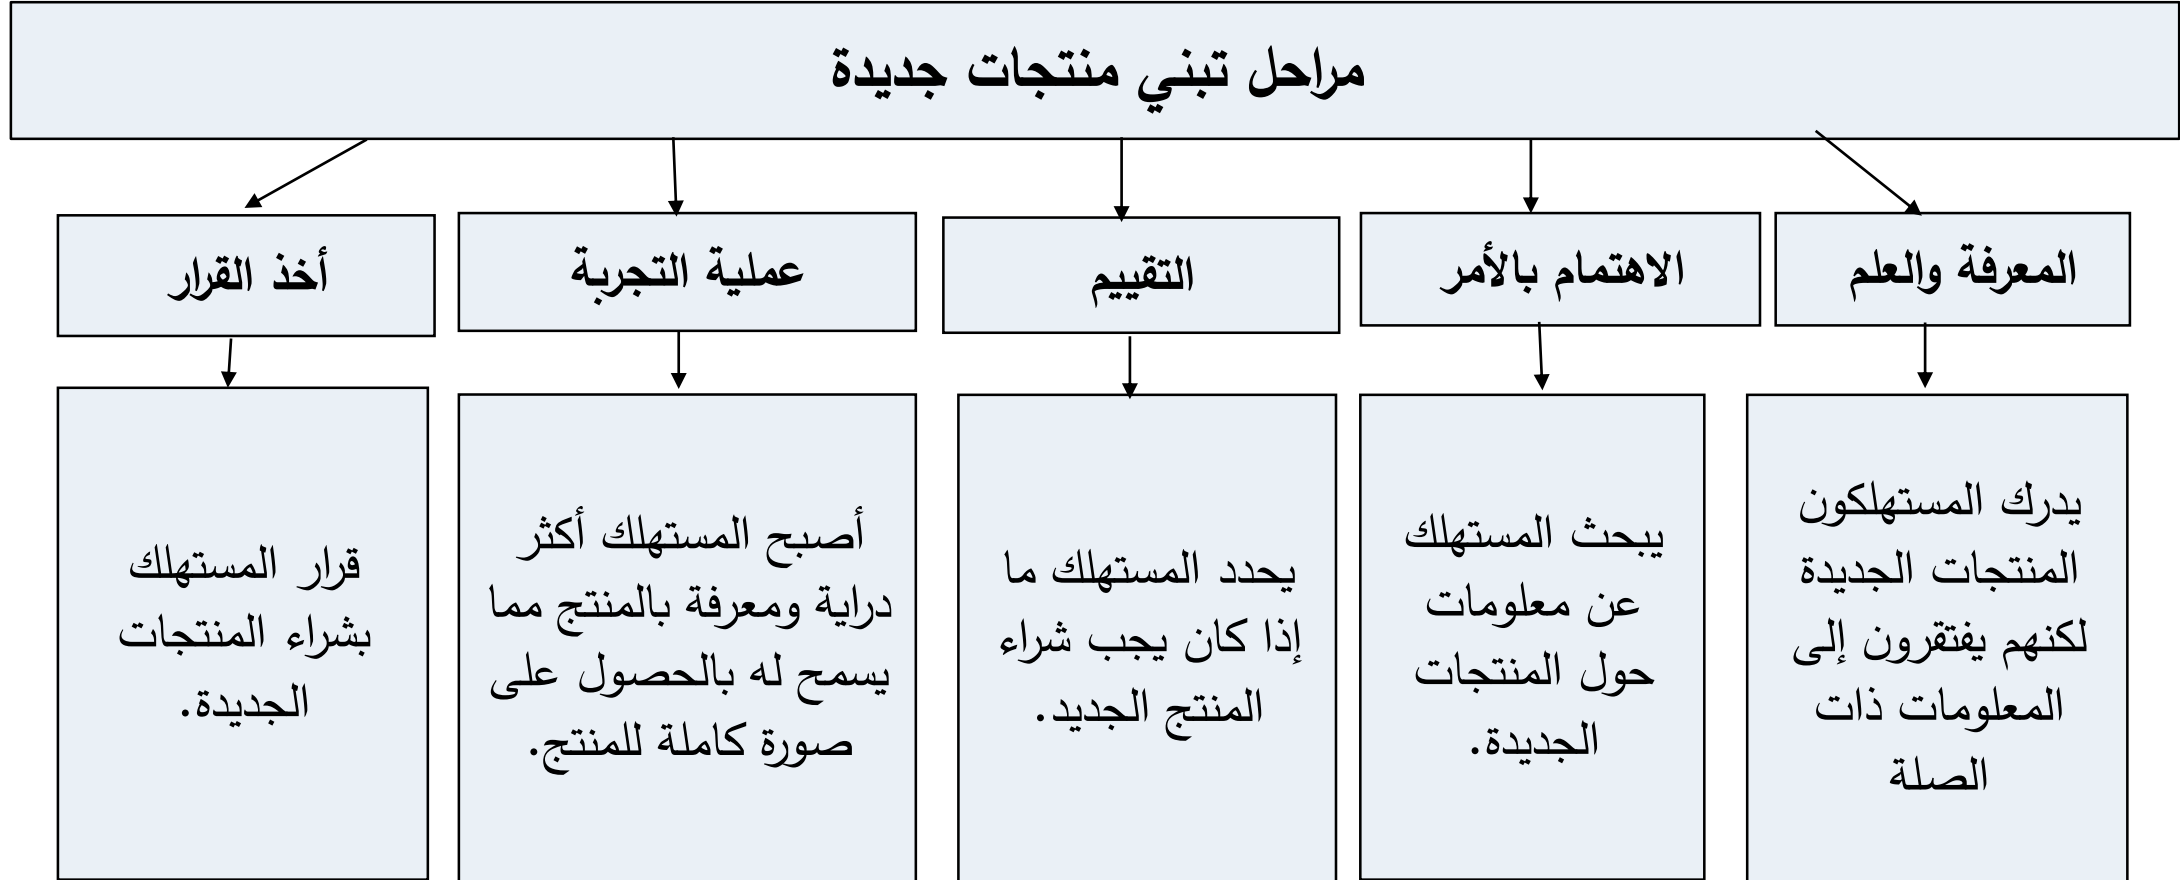 مراحل تبني منتجات جديدة
المعرفة والعلم
الاهتمام بالأمر
التقييم
عملية التجربة
أخذ القرار
يدرك المستهلكون
المنتجات الجديدة
لكنهم يفتقرون إلى
المعلومات ذات
الصلة
يبحث المستهلك
عن معلومات
حول المنتجات
الجديدة.
يحدد المستهلك ما
إذا كان يجب شراء
المنتج الجديد.
أصبح المستهلك أكثر
دراية ومعرفة بالمنتج مما
يسمح له بالحصول على
صورة كاملة للمنتج.
قرار المستهلك
بشراء المنتجات
الجديدة.